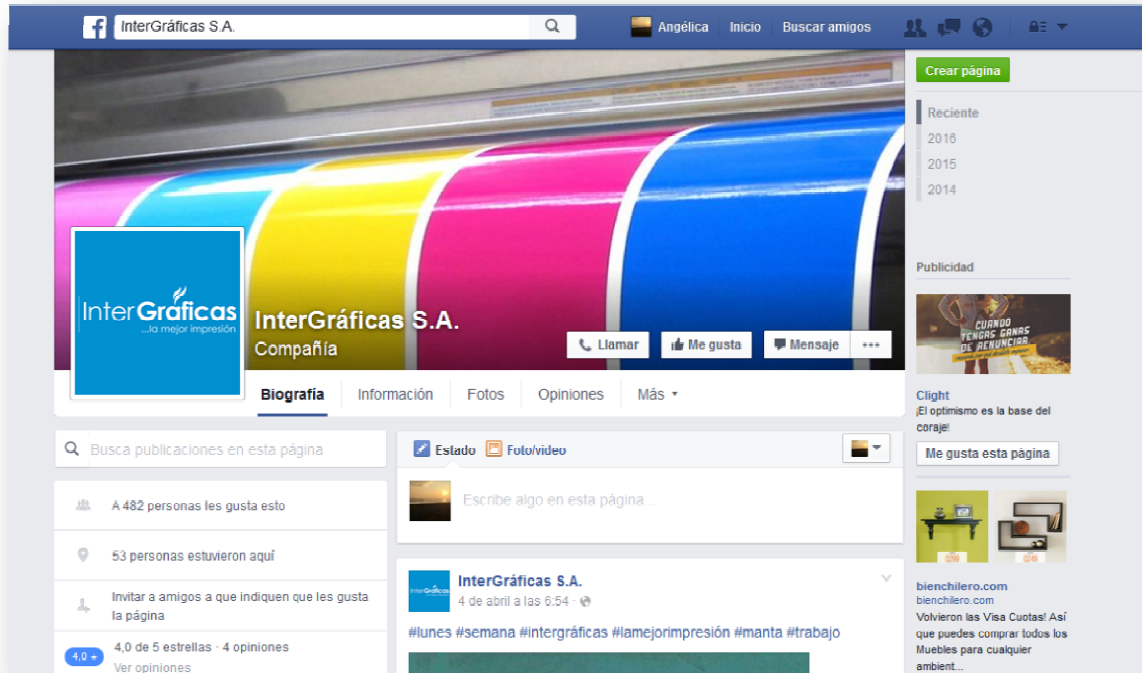 InterGráficas S.A.
Angélica
Inicio
Buscar amigos
Crear página
Reciente
2016
2015
2014
InterGráficas
...la mejor impresión
InterGráficas S.A.
Compañía
Llamar
Me gusta
Mensaje
Biografía
Información
Fotos
Opiniones
Más
Busca publicaciones en esta página
A 482 personas les gusta esto
53 personas estuvieron aquí
Invitar a amigos a que indiquen que les gusta
la página
4,0
4,0 de 5 estrellas · 4 opiniones
Ver opiniones
Estado
Foto/video
Escribe algo en esta página...
InterGráficas
InterGráficas S.A.
4 de abril a las 6:54 ·
#lunes #semana #intergráficas #lamejorimpresión #manta #trabajo
Publicidad
CUANDO
TENGAS GANAS
DE RENUNCIAR
Clight
¡El optimismo es la base del
coraje!
Me gusta esta página
bienchilero.com
bienchilero.com
Volvieron las Visa Cuotas! Así
que puedes comprar todos los
Muebles para cualquier
ambient...